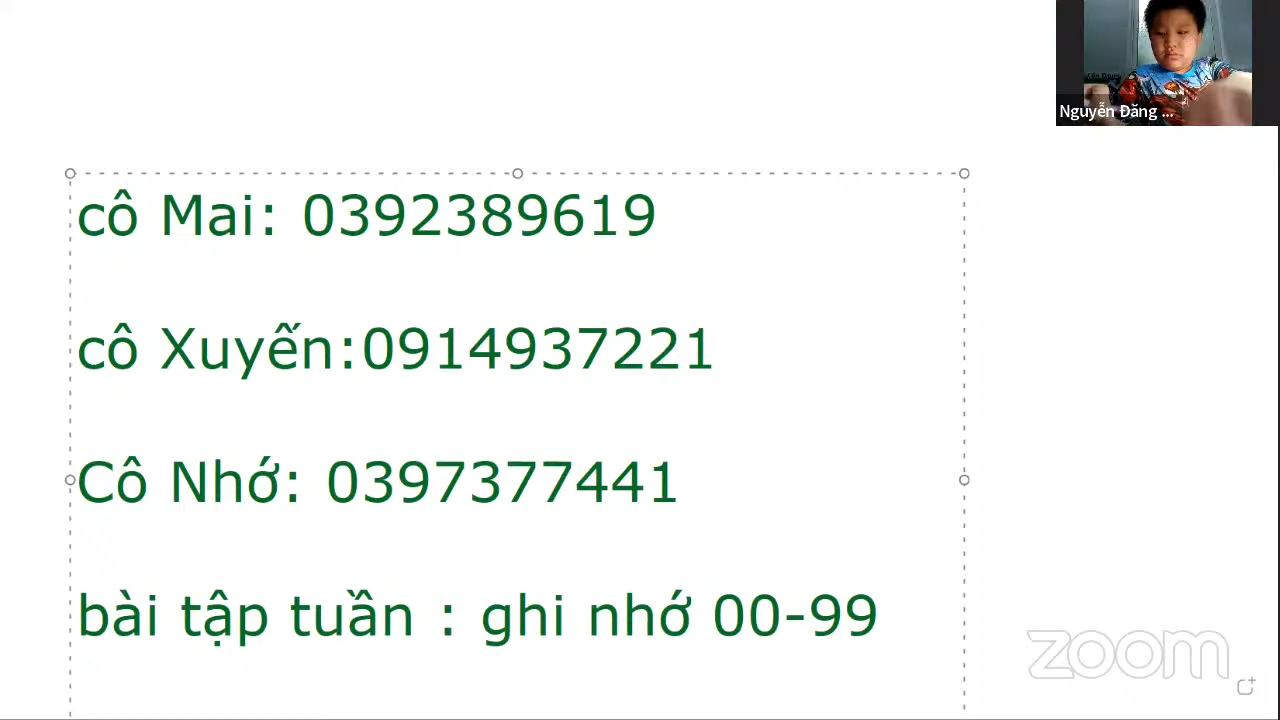 Nguyễn Đăng ...
cô Mai: 0392389619
cô Xuyến:0914937221
Cô Nhớ: 0397377441
bài tập tuần : ghi nhớ 00-99
zoom